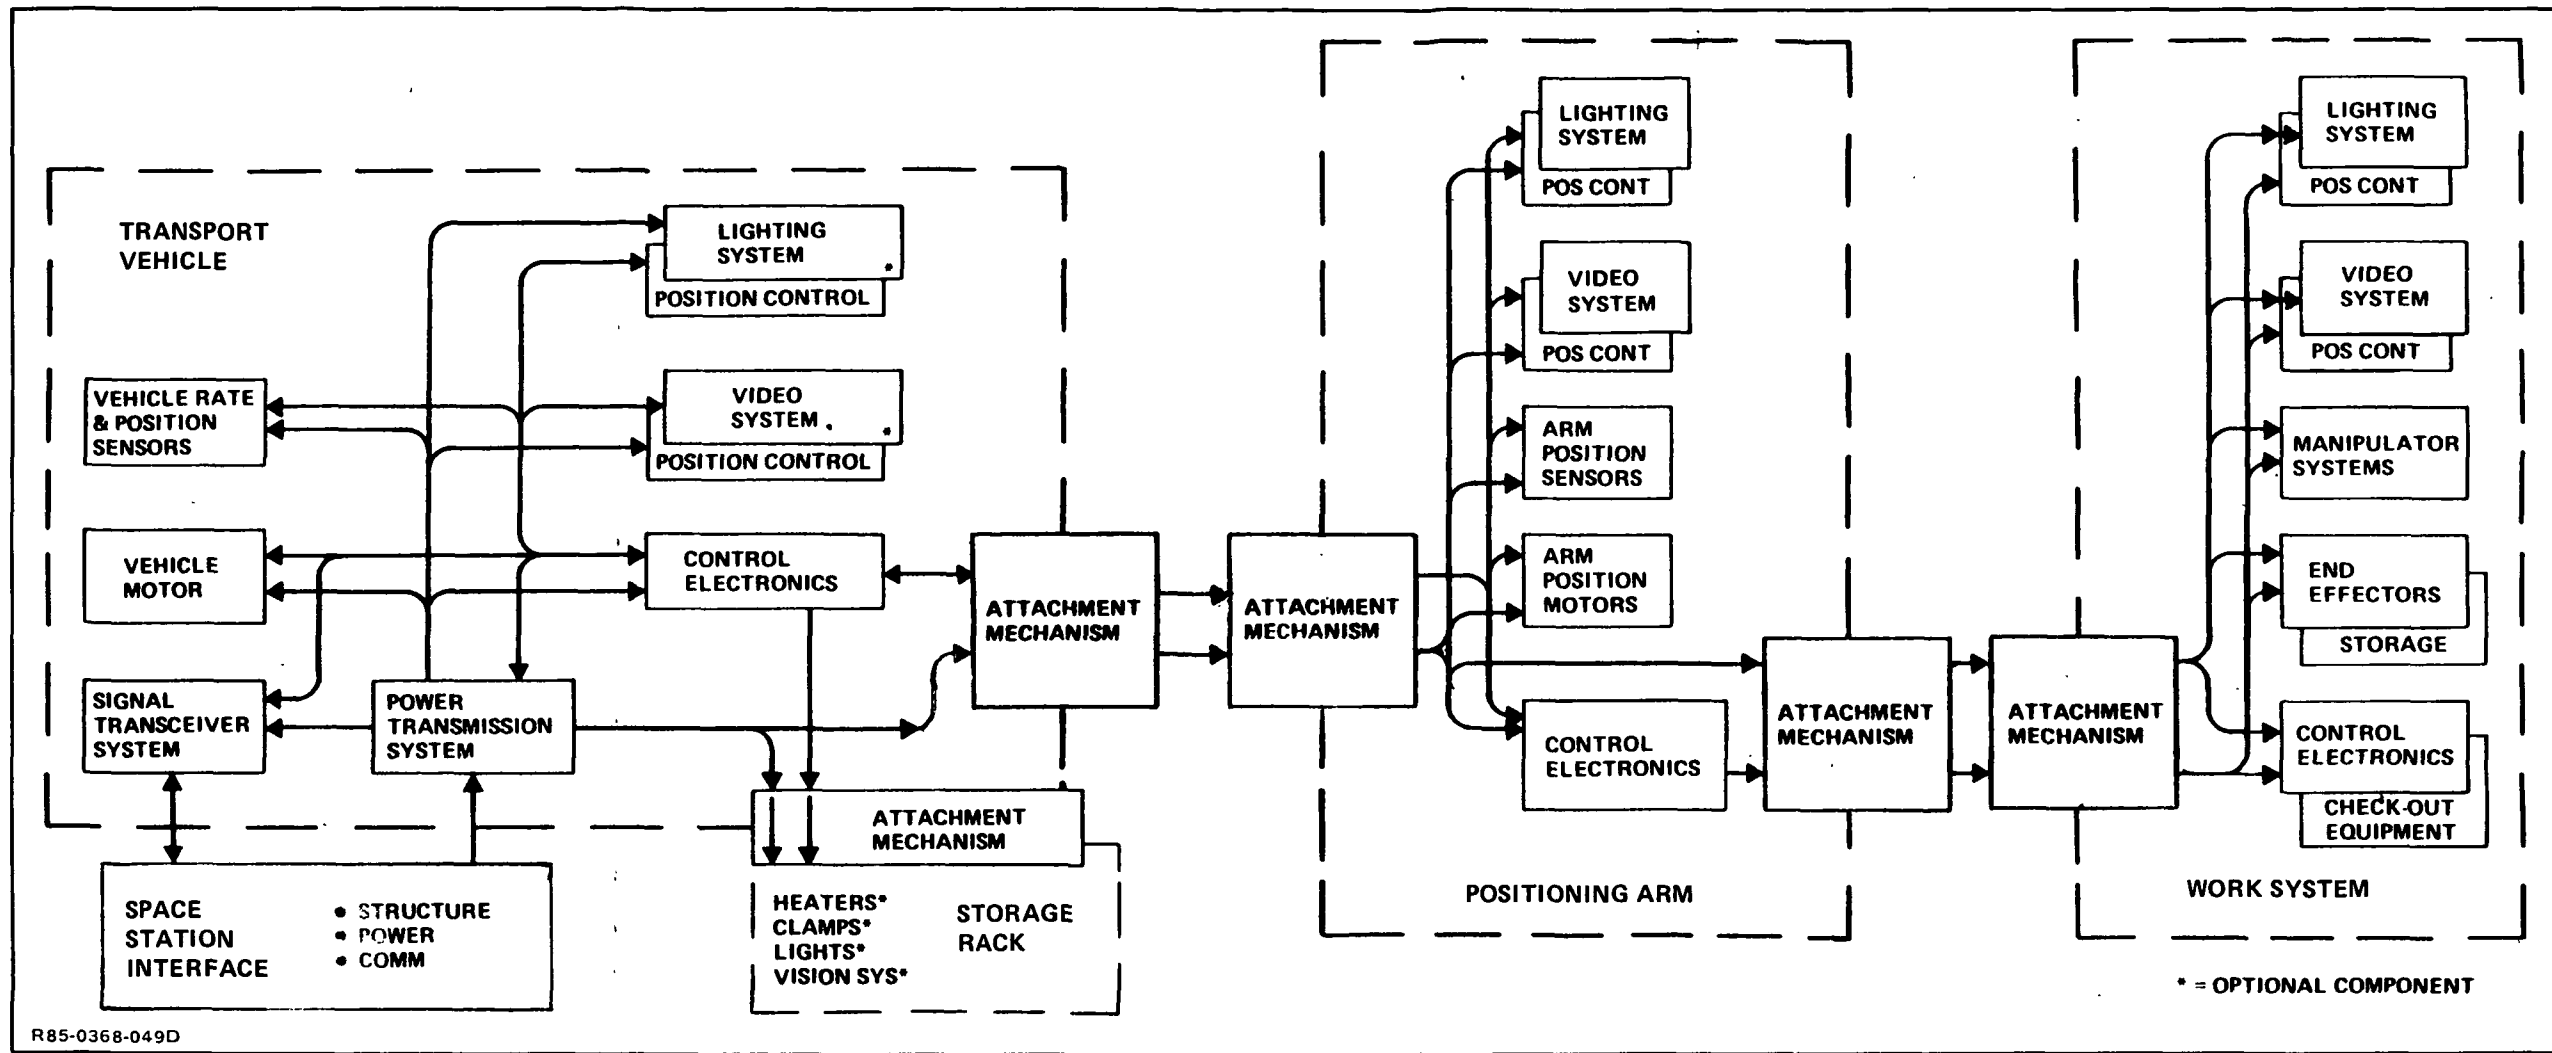 TRANSPORT
VEHICLE
LIGHTING
SYSTEM
*
POSITION CONTROL
VEHICLE RATE
& POSITION
SENSORS
VIDEO
SYSTEM
*
POSITION CONTROL
VEHICLE
MOTOR
CONTROL
ELECTRONICS
ATTACHMENT
MECHANISM
SIGNAL
TRANSCEIVER
SYSTEM
POWER
TRANSMISSION
SYSTEM
ATTACHMENT
MECHANISM
SPACE
STATION
INTERFACE
• STRUCTURE
• POWER
• COMM
HEATERS*
CLAMPS*
LIGHTS*
VISION SYS*
STORAGE
RACK
ATTACHMENT
MECHANISM
LIGHTING
SYSTEM
POS CONT
VIDEO
SYSTEM
POS CONT
ARM
POSITION
SENSORS
ARM
POSITION
MOTORS
CONTROL
ELECTRONICS
ATTACHMENT
MECHANISM
POSITIONING ARM
ATTACHMENT
MECHANISM
LIGHTING
SYSTEM
POS CONT
VIDEO
SYSTEM
POS CONT
MANIPULATOR
SYSTEMS
END
EFFECTORS
STORAGE
CONTROL
ELECTRONICS
CHECK-OUT
EQUIPMENT
WORK SYSTEM
* = OPTIONAL COMPONENT
R85-0368-049D